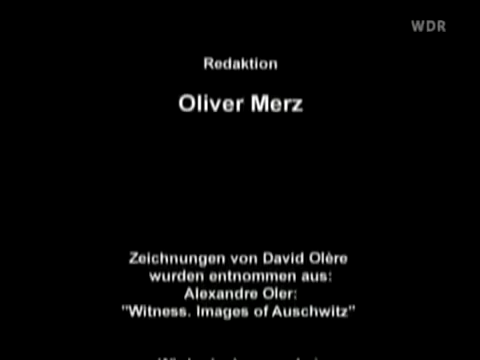 WDR
Redaktion
Oliver Merz
Zeichnungen von David Olère
wurden entnommen aus:
Alexandre Oler:
"Witness. Images of Auschwitz"